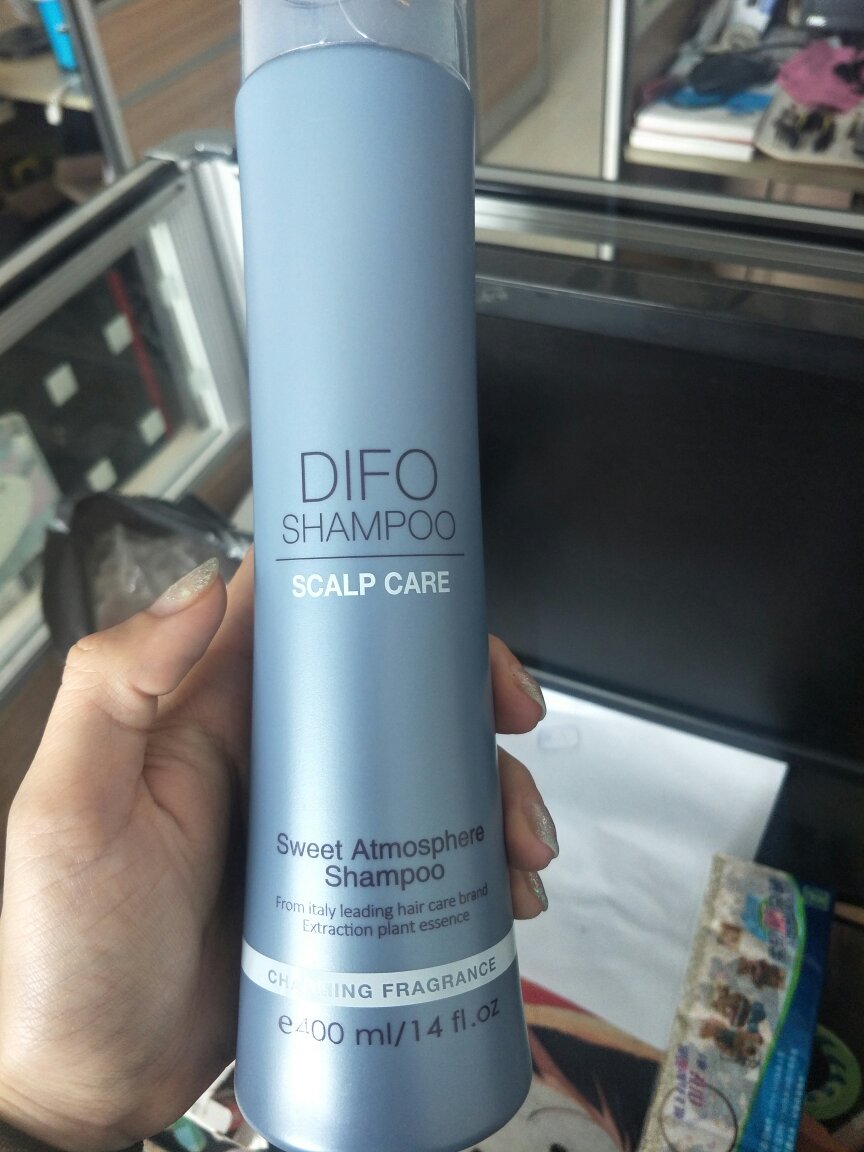 DIFO
SHAMPOO
SCALP CARE
Sweet Atmosphere
Shampoo
From italy leading hair care brand
Extraction plant essence
FRAGRANCE
e400 ml/14 fl.oz